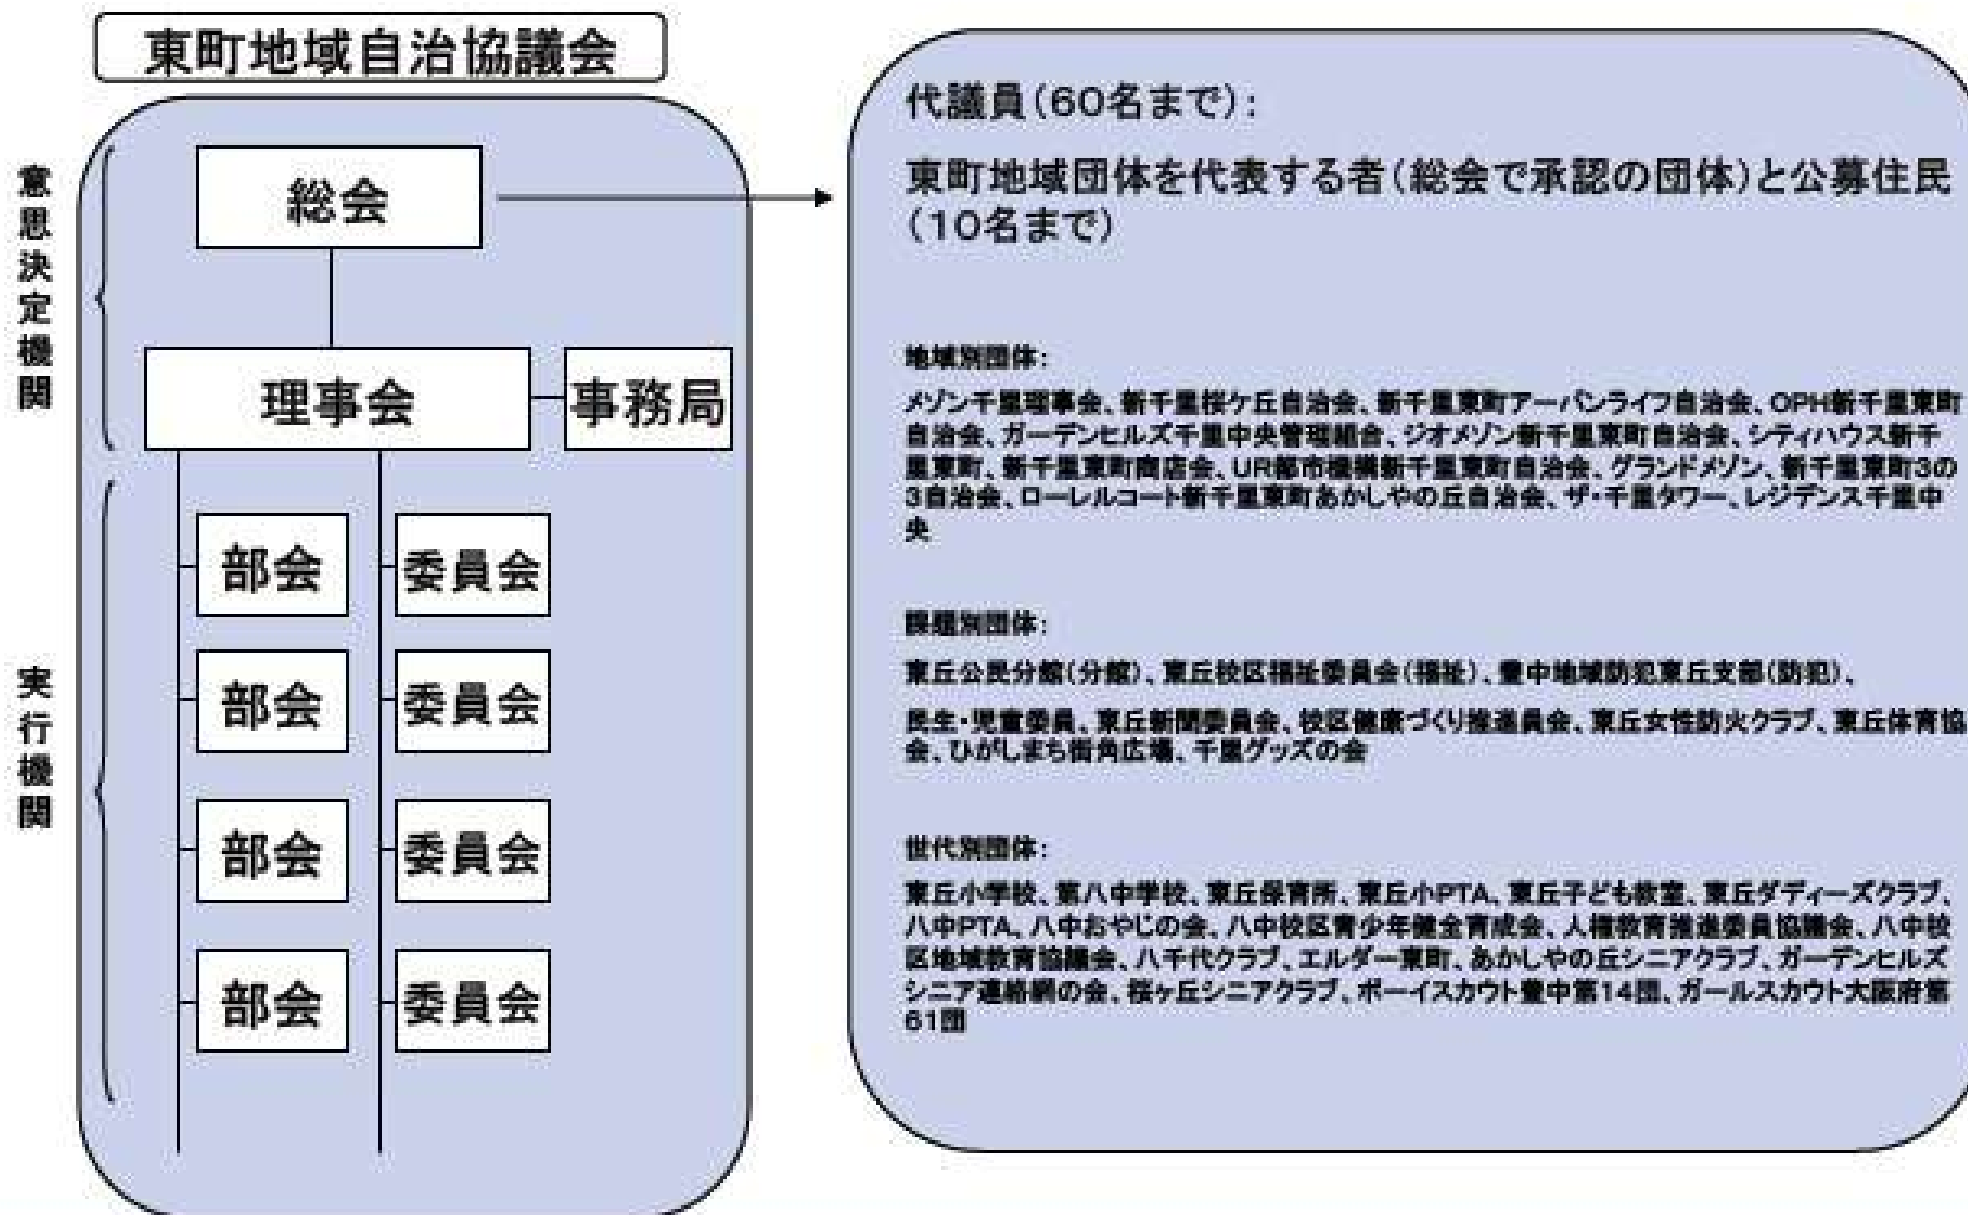 東町地域自治協議会
意思決定機関
総会
理事会
事務局
実行機関
部会
委員会
部会
委員会
部会
委員会
部会
委員会
代議員(60名まで):
東町地域団体を代表する者(総会で承認の団体)と公募住民
(10名まで)
地域別団体:
メゾン千里理事会、新千里桜ケ丘自治会、新千里東町アーバンライフ自治会、OPH新千里東町
自治会、ガーデンヒルズ千里中央管理組合、ジオメゾン新千里東町自治会、シティハウス新千
里東町、新千里東町商店会、UR都市機構新千里東町自治会、グランドメゾン、新千里東町3の
3自治会、ローレルコート新千里東町あかしやの丘自治会、ザ・千里タワー、レジデンス千里中
央
課題別団体:
東丘公民分館(分館)、東丘校区福祉委員会(福祉)、豊中地域防犯東丘支部(防犯)、
民生・児童委員、東丘新聞委員会、校区健康づくり推進員会、東丘女性防火クラブ、東丘体育協
会、ひがしまち街角広場、千里グッズの会
世代別団体:
東丘小学校、第八中学校、東丘保育所、東丘小PTA、東丘子ども教室、東丘ダディーズクラブ、
八中PTA、八中おやじの会、八中校区青少年健全育成会、人権教育推進委員協議会、八中校
区地域教育協議会、八千代クラブ、エルダー東町、あかしやの丘シニアクラブ、ガーデンヒルズ
シニア連絡網の会、桜ヶ丘シニアクラブ、ボーイスカウト豊中第14団、ガールスカウト大阪府第
61団